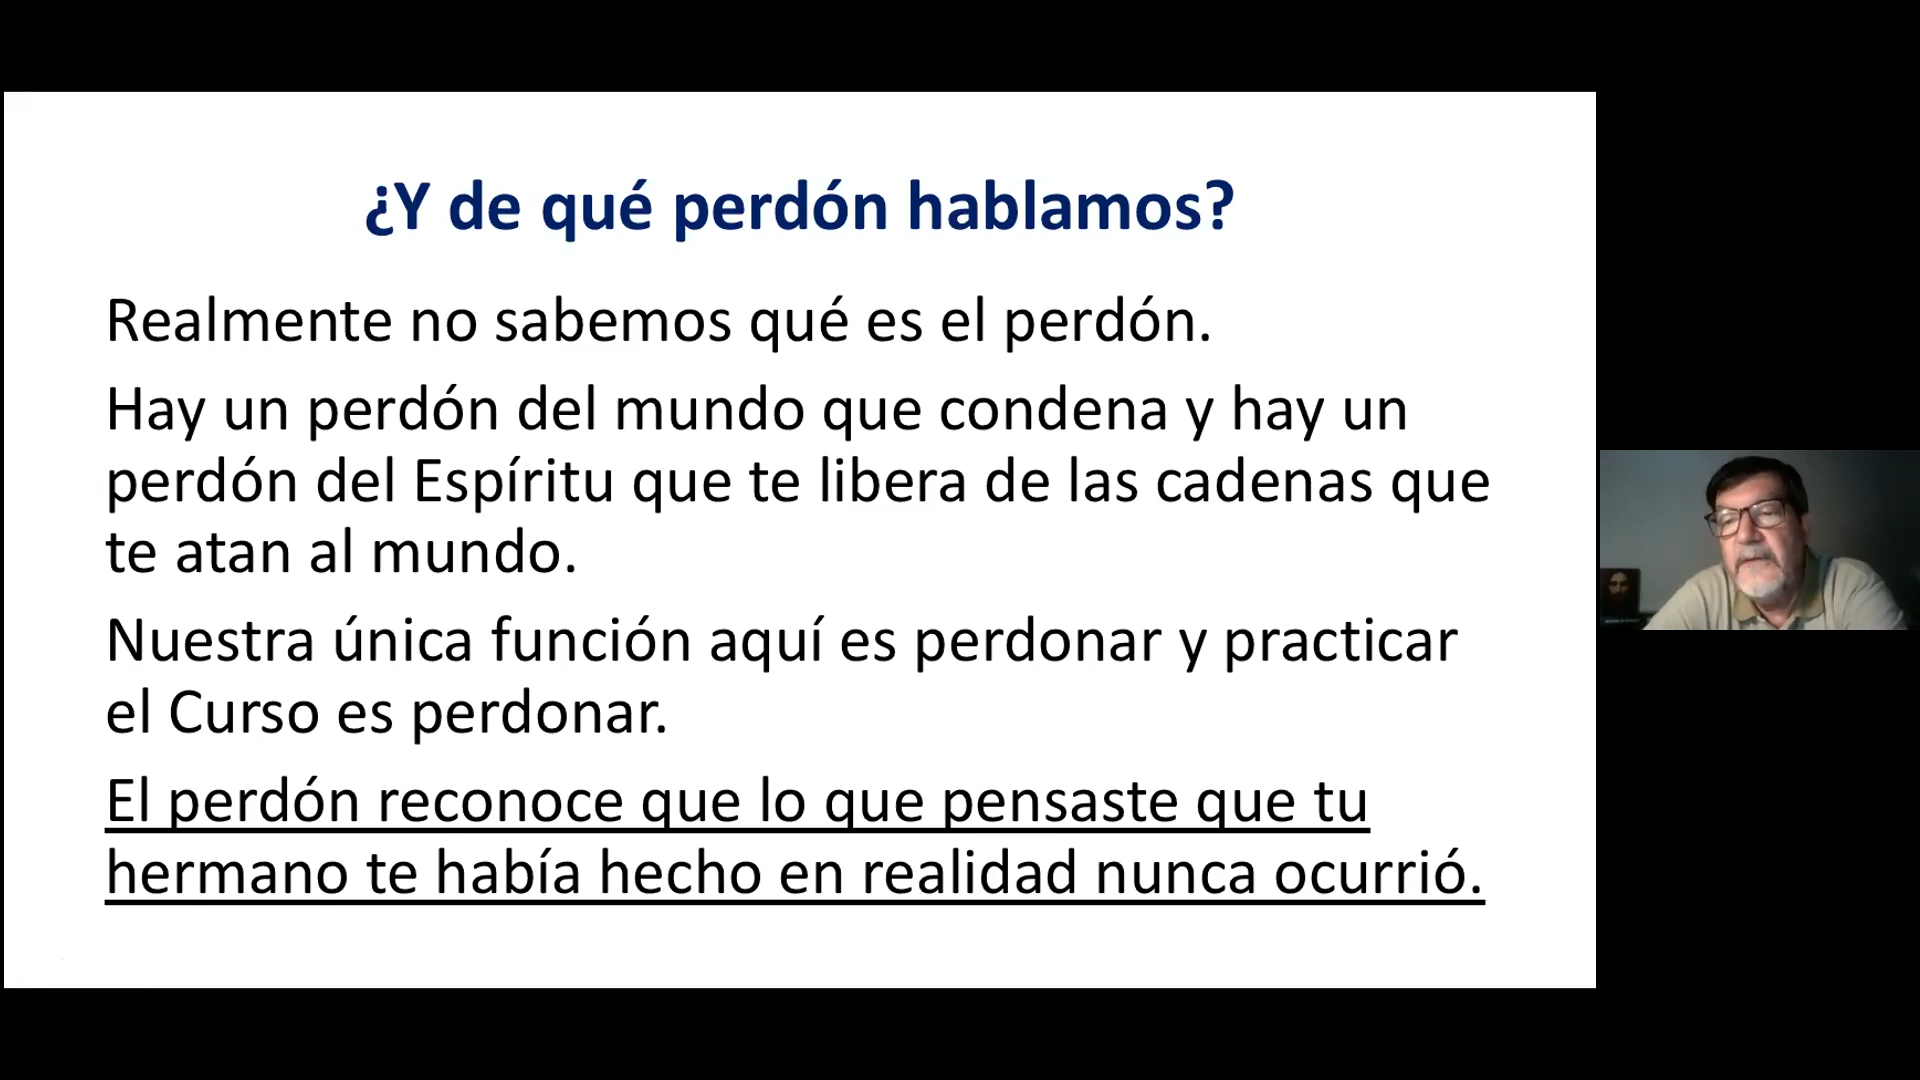 ¿Y de qué perdón hablamos?
Realmente no sabemos qué es el perdón.
Hay un perdón del mundo que condena y hay un
perdón del Espíritu que te libera de las cadenas que
te atan al mundo.
Nuestra única función aquí es perdonar y practicar
el Curso es perdonar.
El perdón reconoce que lo que pensaste que tu
hermano te había hecho en realidad nunca ocurrió.